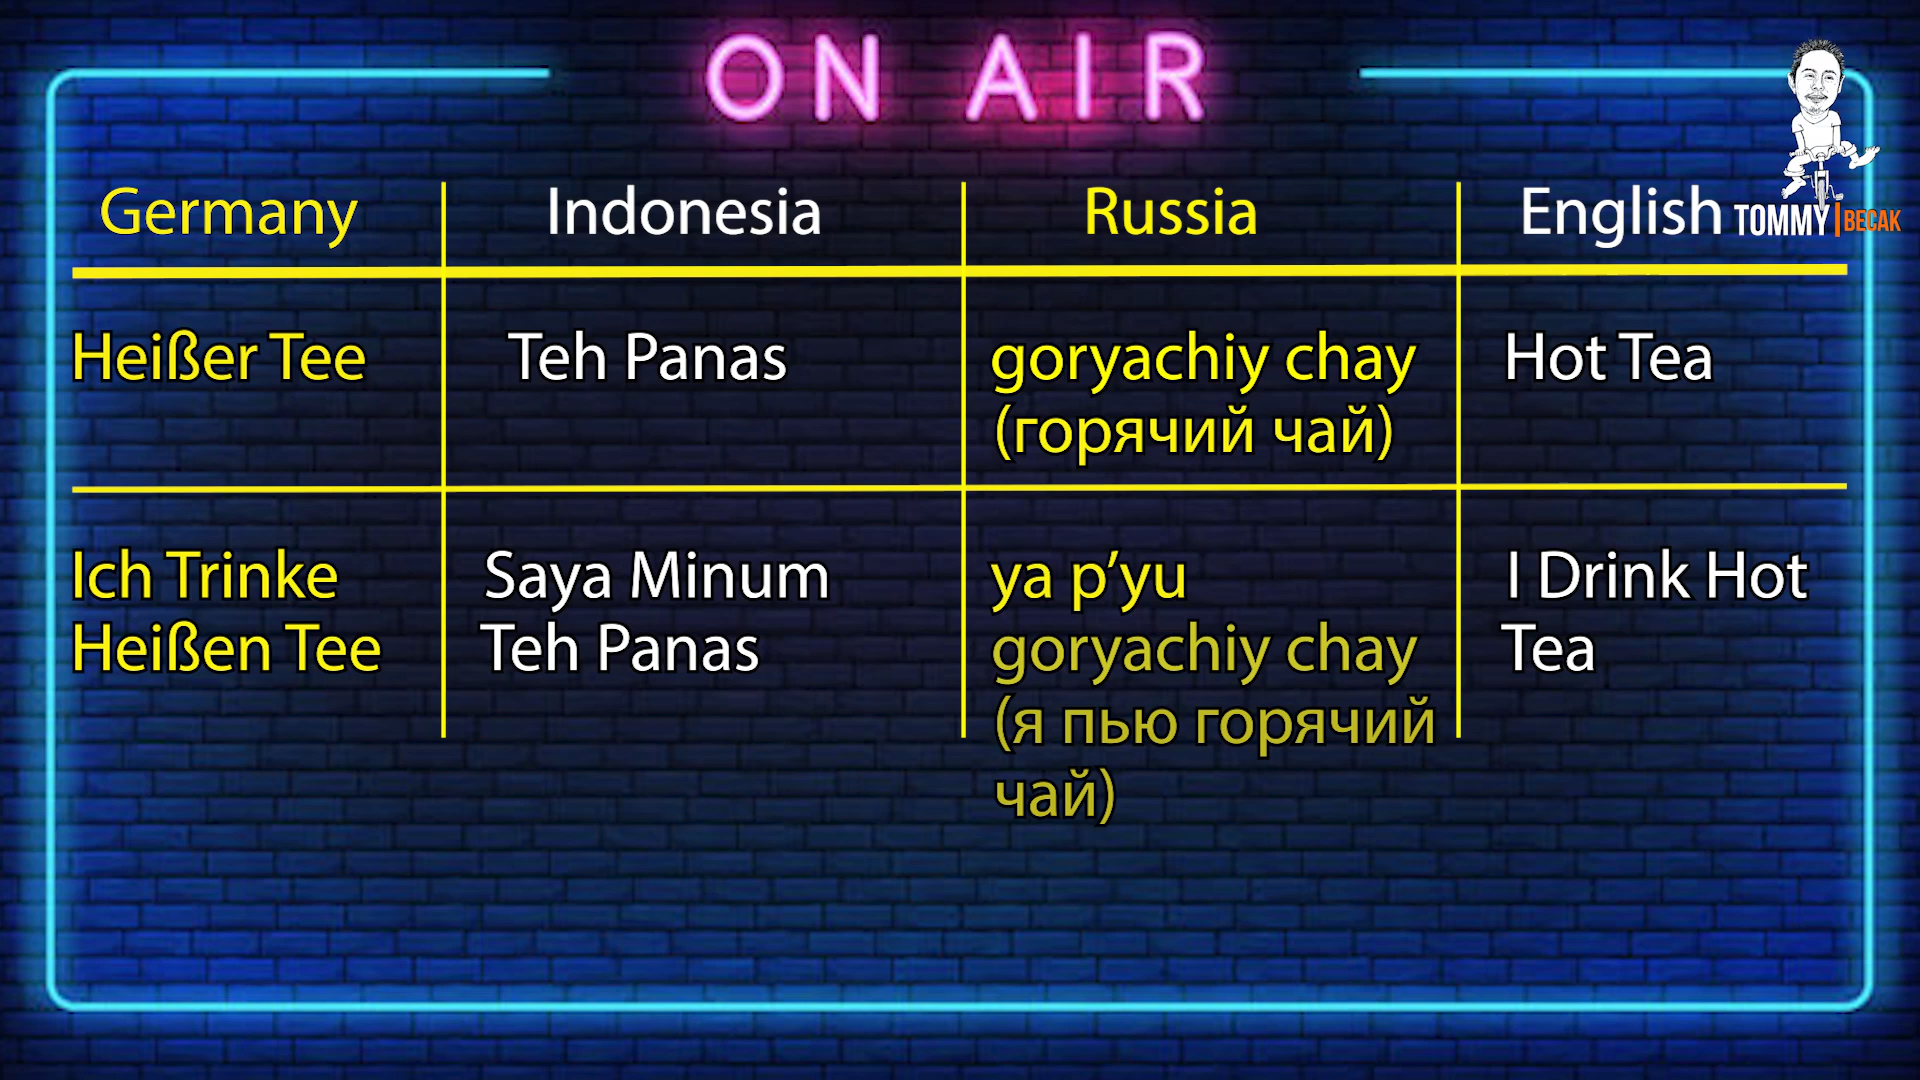 ON AIR
Germany
Indonesia
Russia
English
TOMMY|BECAK
Heißer Tee
Teh Panas
goryachiy chay
(горячий чай)
Hot Tea
Ich Trinke
Heißen Tee
Saya Minum
Teh Panas
ya p’yu
goryachiy chay
(я пью горячий
чай)
I Drink Hot
Tea